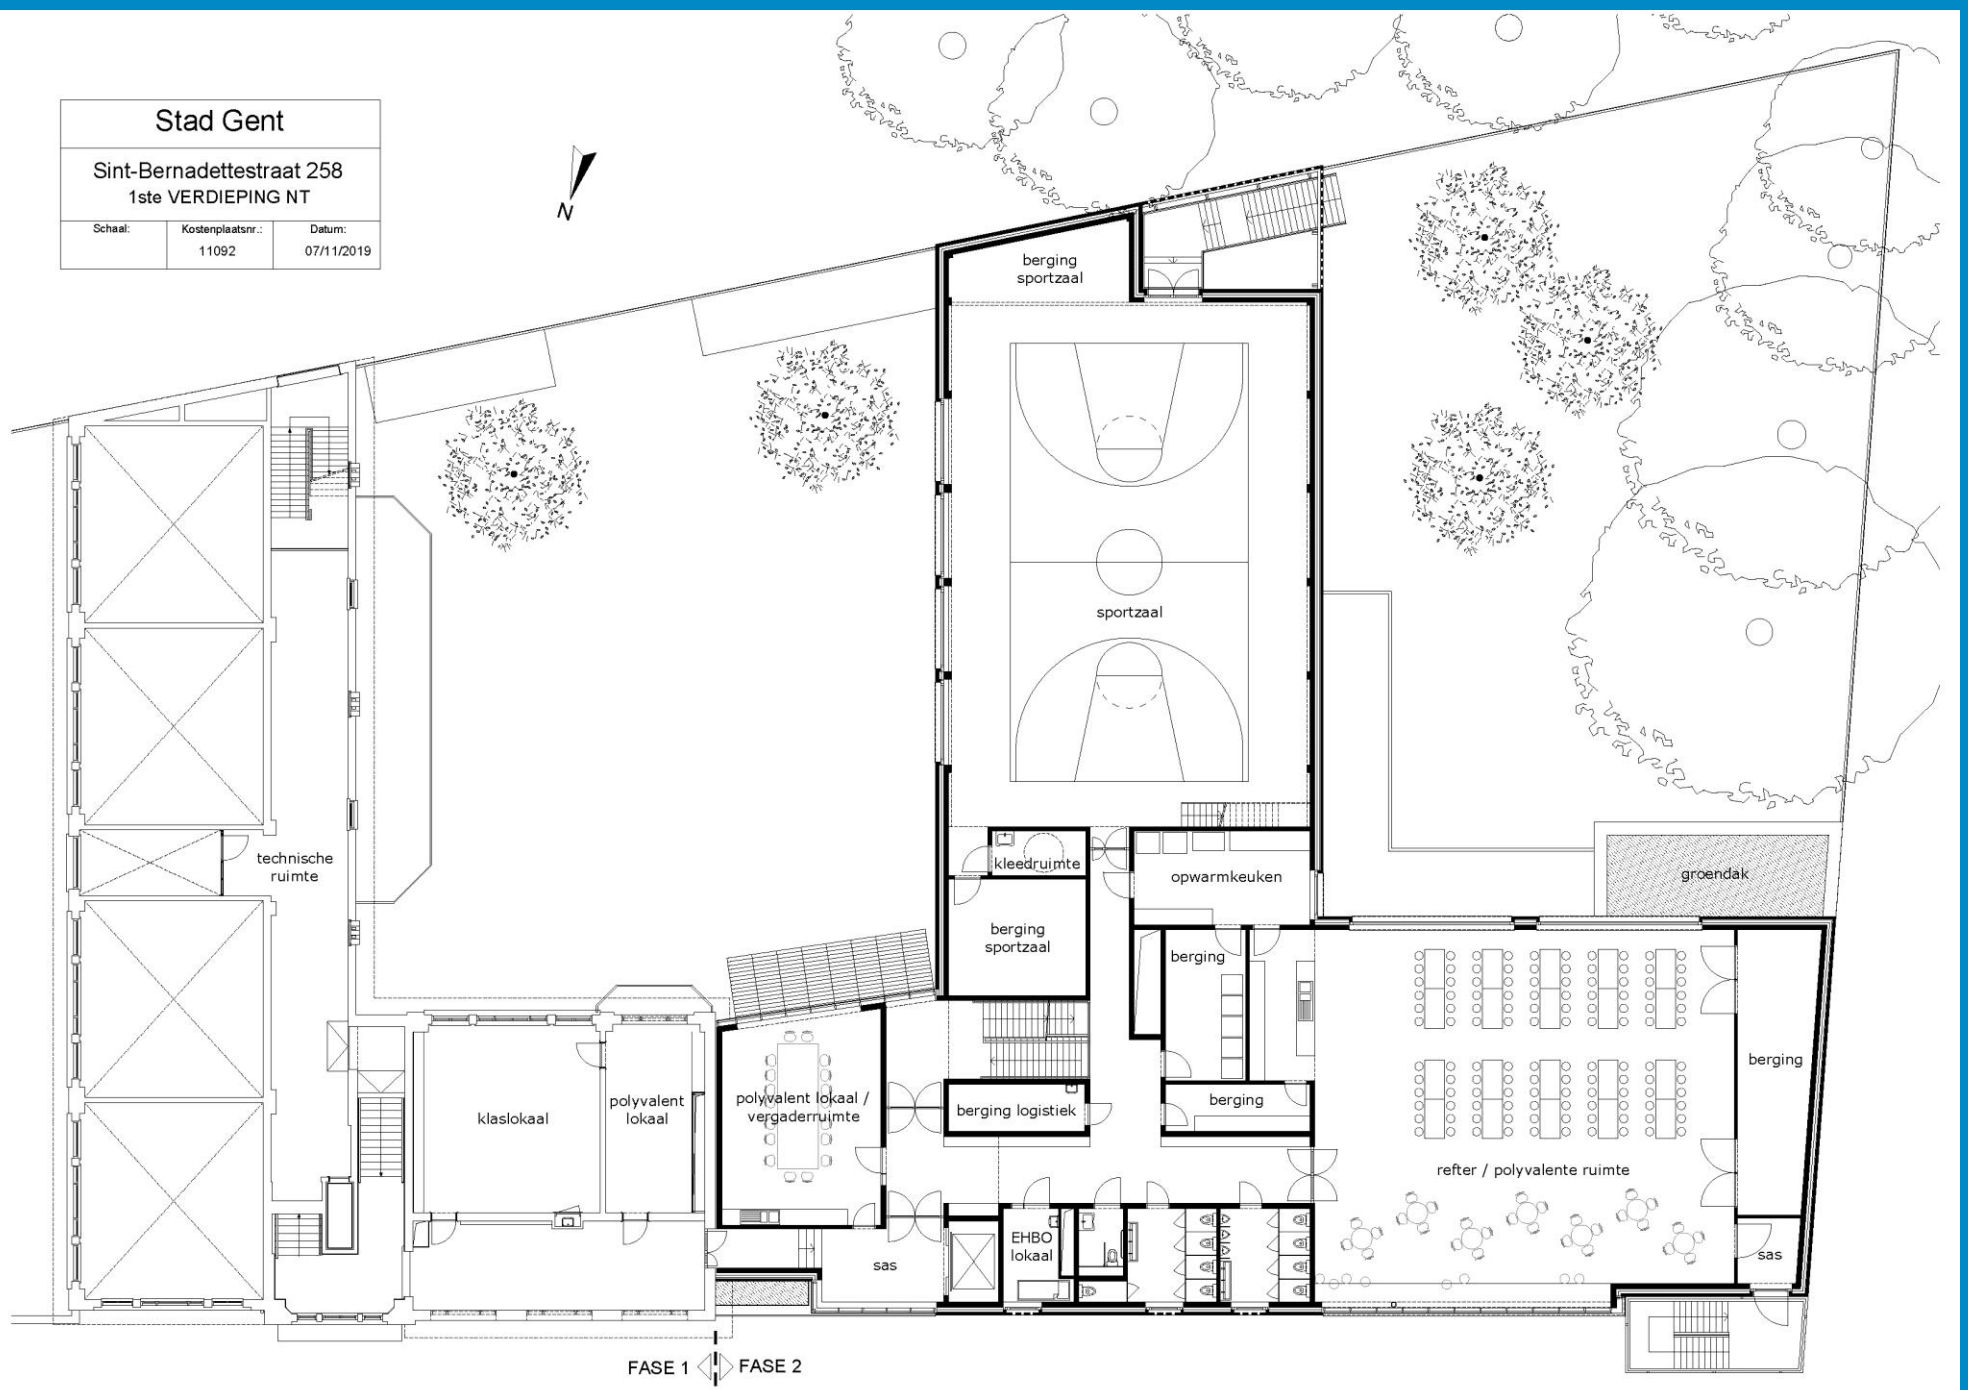 Stad Gent
Sint-Bernadettestraat 258
1ste VERDIEPING NT
Schaal:
Kostenplaatsnr.:
Datum:
11092
07/11/2019
N
berging
sportzaal
sportzaal
technische
ruimte
kleedruimte
opwarmkeuken
groendak
berging
sportzaal
berging
berging
klaslokaal
polyvalent
lokaal
polyvalent lokaal /
vergaderruimte
berging logistiek
berging
refter / polyvalente ruimte
EHBO
lokaal
sas
sas
FASE 1
FASE 2